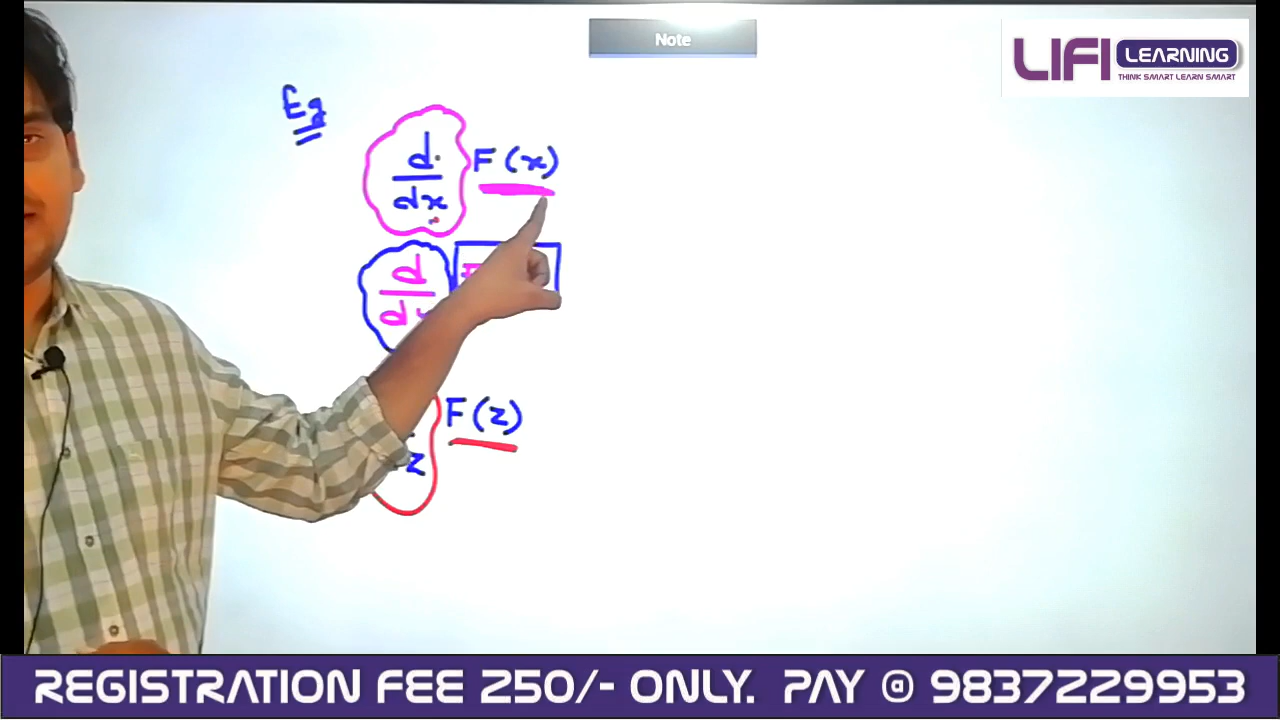 Note
LIFI LEARNING
THINK SMART LEARN SMART
Eg
d/dx F(x)
d
F(z)
z
REGISTRATION FEE 250/- ONLY. PAY @ 9837229953